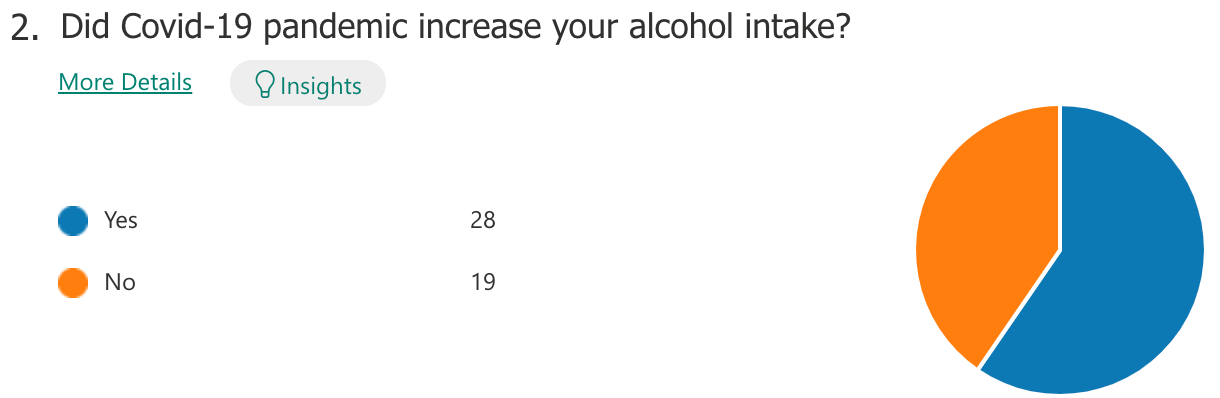 2. Did Covid-19 pandemic increase your alcohol intake?
More Details Insights
Yes 28
No 19